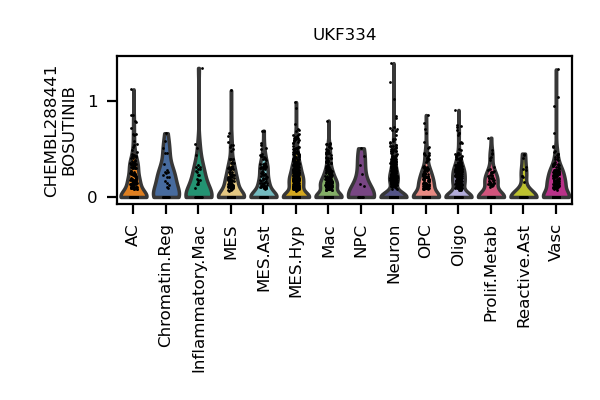 UKF334
CHEMBL288441
BOSUTINIB
1
0
AC
Chromatin.Reg
Inflammatory.Mac
MES
MES.Ast
MES.Hyp
Mac
NPC
Neuron
OPC
Oligo
Prolif.Metab
Reactive.Ast
Vasc